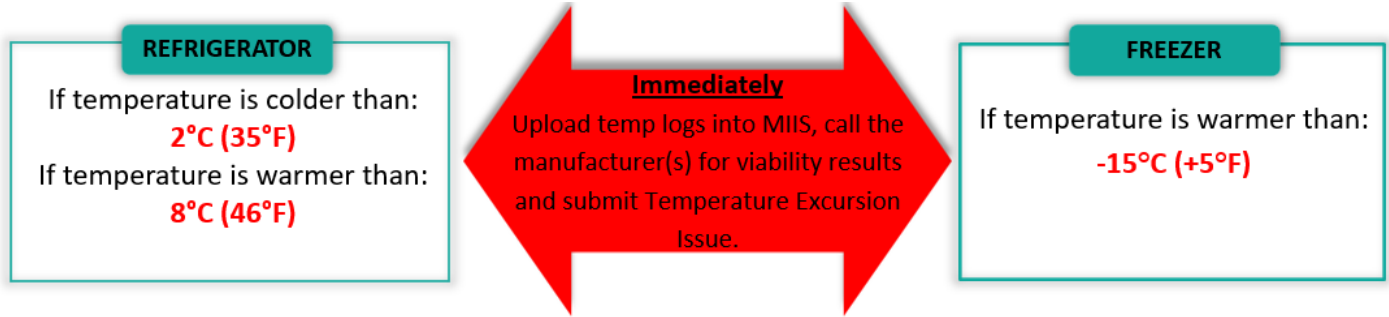 REFRIGERATOR
If temperature is colder than:
2°C (35°F)
If temperature is warmer than:
8°C (46°F)
Immediately
Upload temp logs into MIIS, call the
manufacturer(s) for viability results
and submit Temperature Excursion
Issue.
FREEZER
If temperature is warmer than:
-15°C (+5°F)